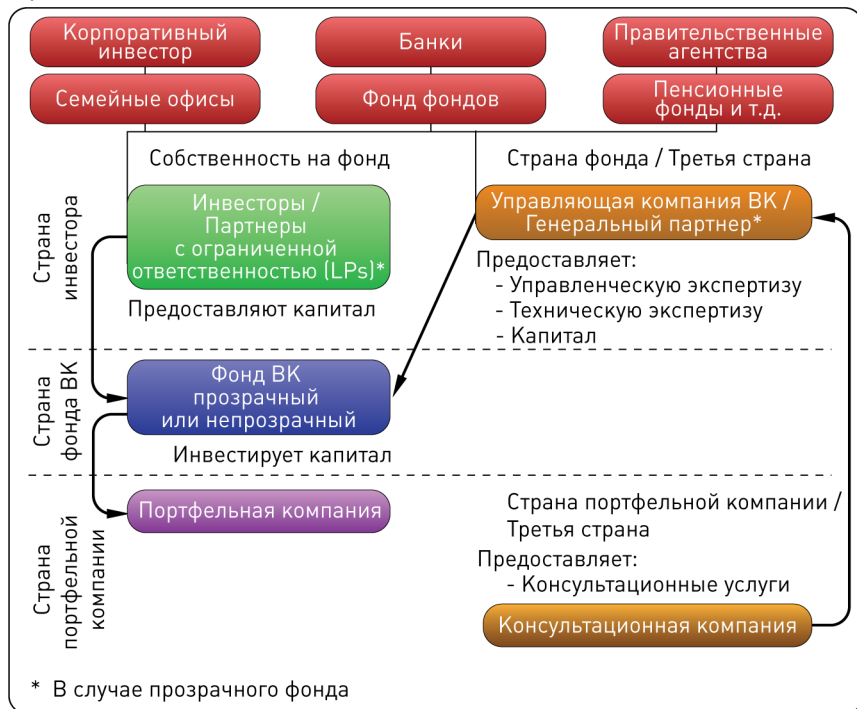 Корпоративный
инвестор
Банки
Правительственные
агентства
Семейные офисы
Фонд фондов
Пенсионные
фонды и т.д.
Собственность на фонд
Страна фонда / Третья страна
Страна
инвестора
Инвесторы /
Партнеры
с ограниченной
ответственностью (LPs)*
Управляющая компания ВК /
Генеральный партнер*
Предоставляют капитал
Предоставляет:
- Управленческую экспертизу
- Техническую экспертизу
- Капитал
Страна
фонда ВК
Фонд ВК
прозрачный
или непрозрачный
Инвестирует капитал
Страна
портфельной
компании
Портфельная компания
Страна портфельной компании /
Третья страна
Предоставляет:
- Консультационные услуги
Консультационная компания
* В случае прозрачного фонда